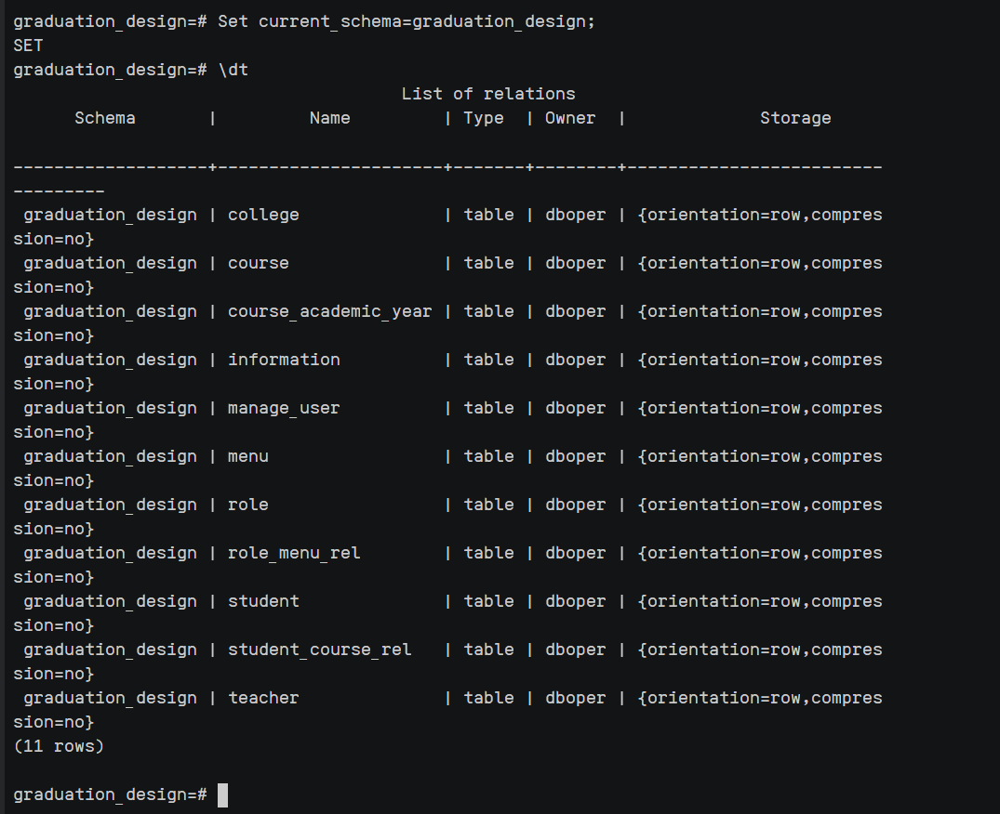 graduation_design=# Set current_schema=graduation_design;
SET
graduation_design=# \dt
                                      List of relations
      Schema       |         Name         | Type  | Owner  |             Storage

-------------------+----------------------+-------+--------+-------------------------
---------
 graduation_design | college              | table | dboper | {orientation=row,compres
sion=no}
 graduation_design | course               | table | dboper | {orientation=row,compres
sion=no}
 graduation_design | course_academic_year | table | dboper | {orientation=row,compres
sion=no}
 graduation_design | information          | table | dboper | {orientation=row,compres
sion=no}
 graduation_design | manage_user          | table | dboper | {orientation=row,compres
sion=no}
 graduation_design | menu                 | table | dboper | {orientation=row,compres
sion=no}
 graduation_design | role                 | table | dboper | {orientation=row,compres
sion=no}
 graduation_design | role_menu_rel        | table | dboper | {orientation=row,compres
sion=no}
 graduation_design | student              | table | dboper | {orientation=row,compres
sion=no}
 graduation_design | student_course_rel   | table | dboper | {orientation=row,compres
sion=no}
 graduation_design | teacher              | table | dboper | {orientation=row,compres
sion=no}
(11 rows)

graduation_design=#